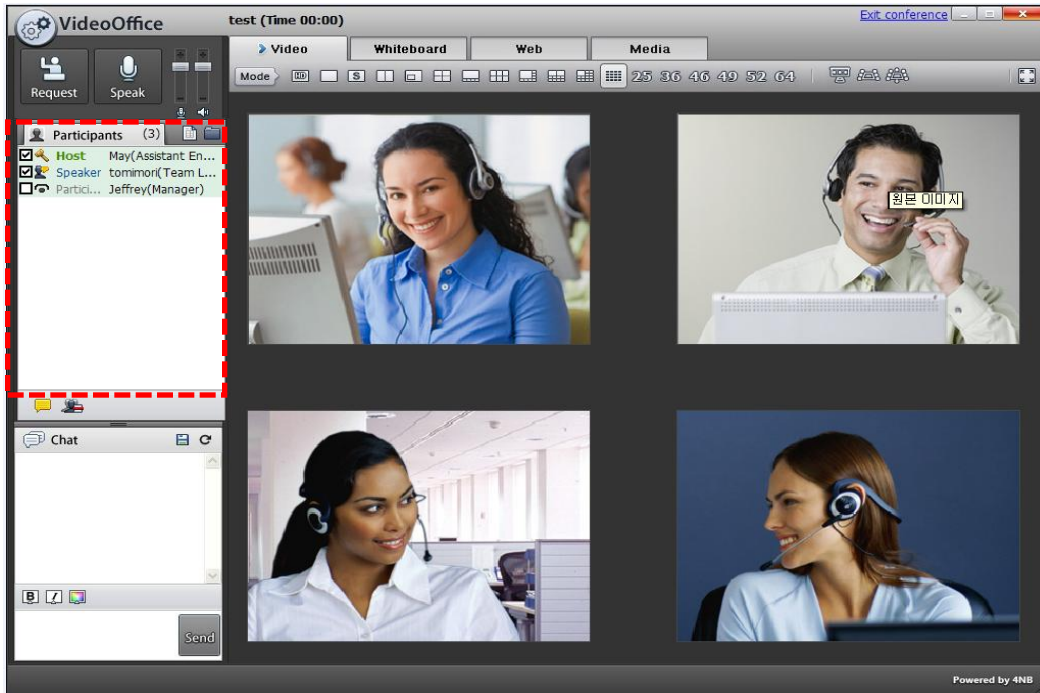 VideoOffice
test (Time 00:00)
Exit conference
Request
Speak
Video
Whiteboard
Web
Media
Mode
HD
S
25 36 46 49 52 64
Participants (3)
Host May(Assistant En...
Speaker tomimori(Team L...
Partici... Jeffrey(Manager)
원본 이미지
Chat
B I
Send
Powered by 4NB